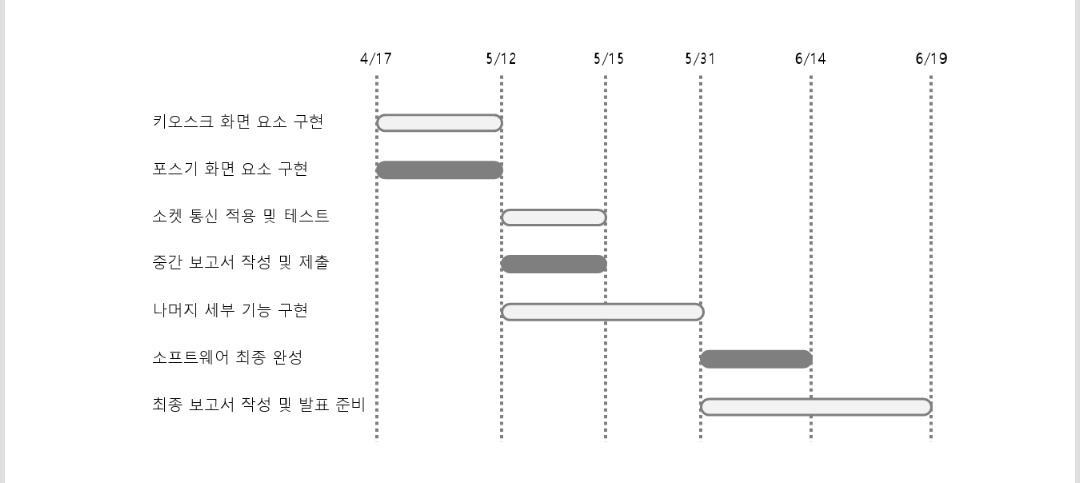 4/17 5/12 5/15 5/31 6/14 6/19
키오스크 화면 요소 구현
포스기 화면 요소 구현
소켓 통신 적용 및 테스트
중간 보고서 작성 및 제출
나머지 세부 기능 구현
소프트웨어 최종 완성
최종 보고서 작성 및 발표 준비